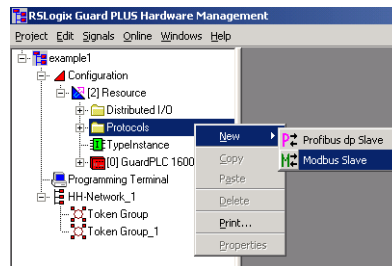 RSLogix Guard PLUS Hardware Management
Project Edit Signals Online Windows Help
example1
Configuration
[2] Resource
Distributed I/O
Protocols
TypeInstance
[0] GuardPLC 1600
Programming Terminal
HH-Network_1
Token Group
Token Group_1
New
Copy
Paste
Delete
Print...
Properties
Profibus dp Slave
Modbus Slave